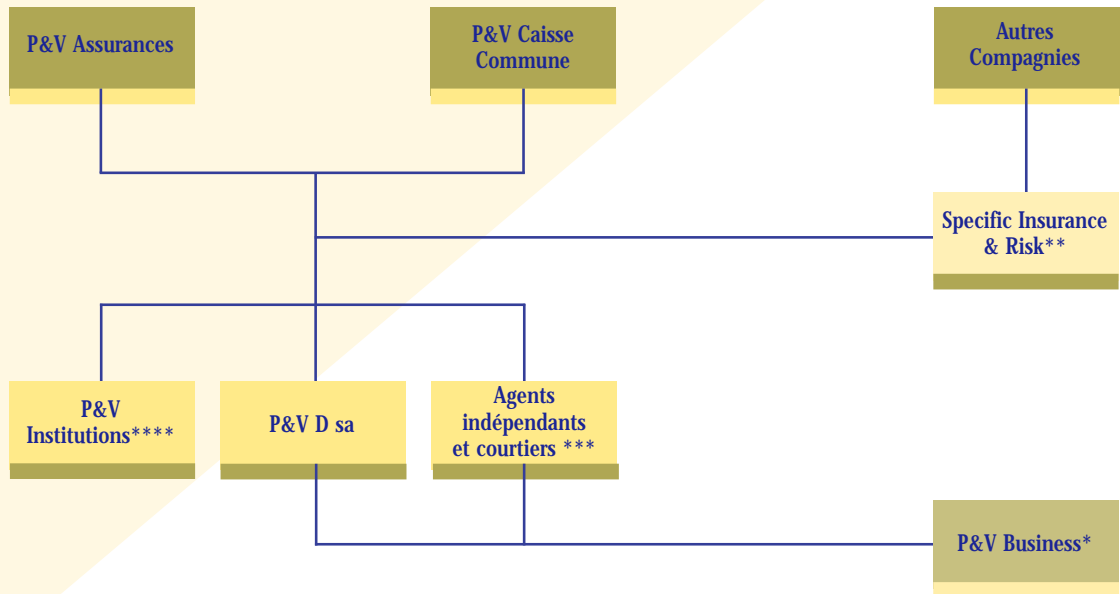 P&V Assurances
P&V Caisse
Commune
Autres
Compagnies
Specific Insurance
& Risk**
P&V
Institutions****
P&V D sa
Agents
indépendants
et courtiers ***
P&V Business*